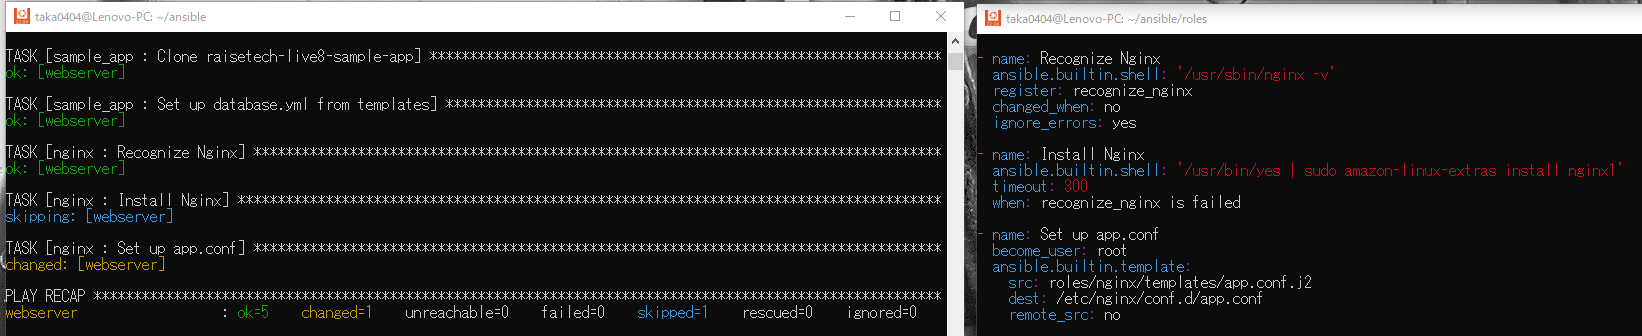 taka0404@Lenovo-PC: ~/ansible
TASK [sample_app : Clone raisetech-live8-sample-app] ***************************************************************
ok: [webserver]
TASK [sample_app : Set up database.yml from templates] *************************************************************
ok: [webserver]
TASK [nginx : Recognize Nginx] *************************************************************************************
ok: [webserver]
TASK [nginx : Install Nginx] ***************************************************************************************
skipping: [webserver]
TASK [nginx : Set up app.conf] *************************************************************************************
changed: [webserver]
PLAY RECAP *********************************************************************************************************
webserver : ok=5 changed=1 unreachable=0 failed=0 skipped=1 rescued=0 ignored=0
taka0404@Lenovo-PC: ~/ansible/roles
- name: Recognize Nginx
ansible.builtin.shell: '/usr/sbin/nginx -v'
register: recognize_nginx
changed_when: no
ignore_errors: yes
- name: Install Nginx
ansible.builtin.shell: '/usr/bin/yes | sudo amazon-linux-extras install nginx1'
timeout: 300
when: recognize_nginx is failed
- name: Set up app.conf
become_user: root
ansible.builtin.template:
src: roles/nginx/templates/app.conf.j2
dest: /etc/nginx/conf.d/app.conf
remote_src: no